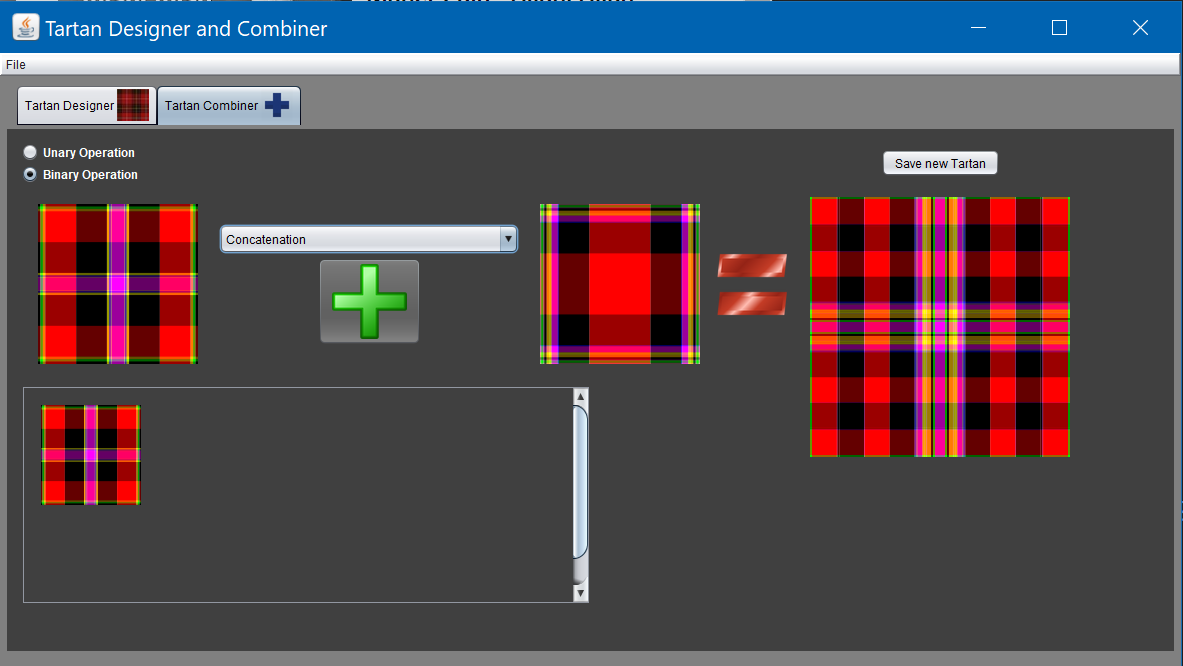 Tartan Designer and Combiner
File
Tartan Designer
Tartan Combiner
Unary Operation
Binary Operation
Save new Tartan
Concatenation